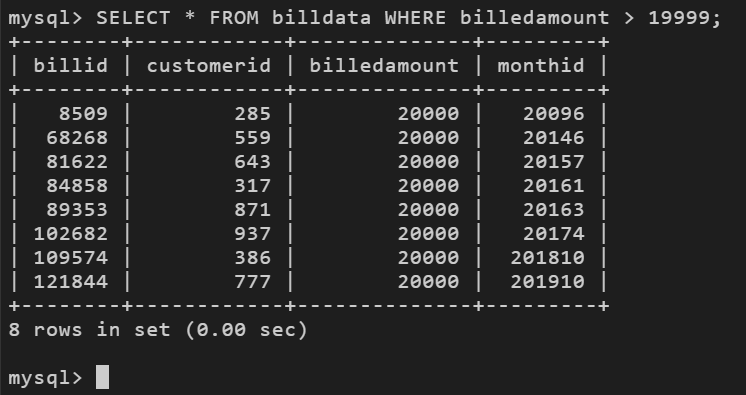 mysql> SELECT * FROM billdata WHERE billedamount > 19999;
+--------+------------+--------------+---------+
| billid | customerid | billedamount | monthid |
+--------+------------+--------------+---------+
|   8509 |        285 |        20000 |   20096 |
|  68268 |        559 |        20000 |   20146 |
|  81622 |        643 |        20000 |   20157 |
|  84858 |        317 |        20000 |   20161 |
|  89353 |        871 |        20000 |   20163 |
| 102682 |        937 |        20000 |   20174 |
| 109574 |        386 |        20000 |  201810 |
| 121844 |        777 |        20000 |  201910 |
+--------+------------+--------------+---------+
8 rows in set (0.00 sec)
mysql>